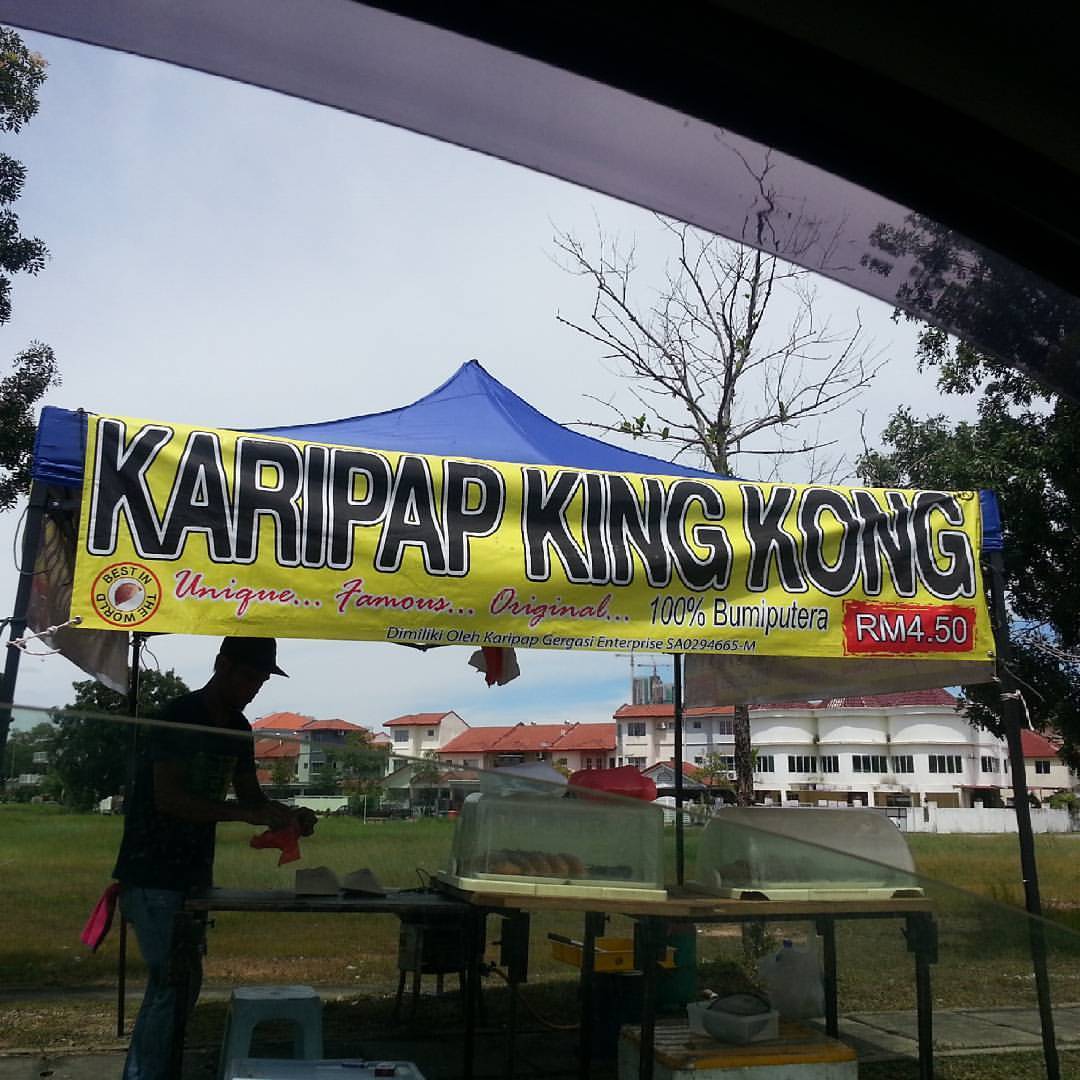 KARIPAP KING KONG
BEST IN THE WORLD
Unique... Famous... Original... 100% Bumiputera RM4.50
Dimiliki Oleh Karipap Gergasi Enterprise SA0294665-M